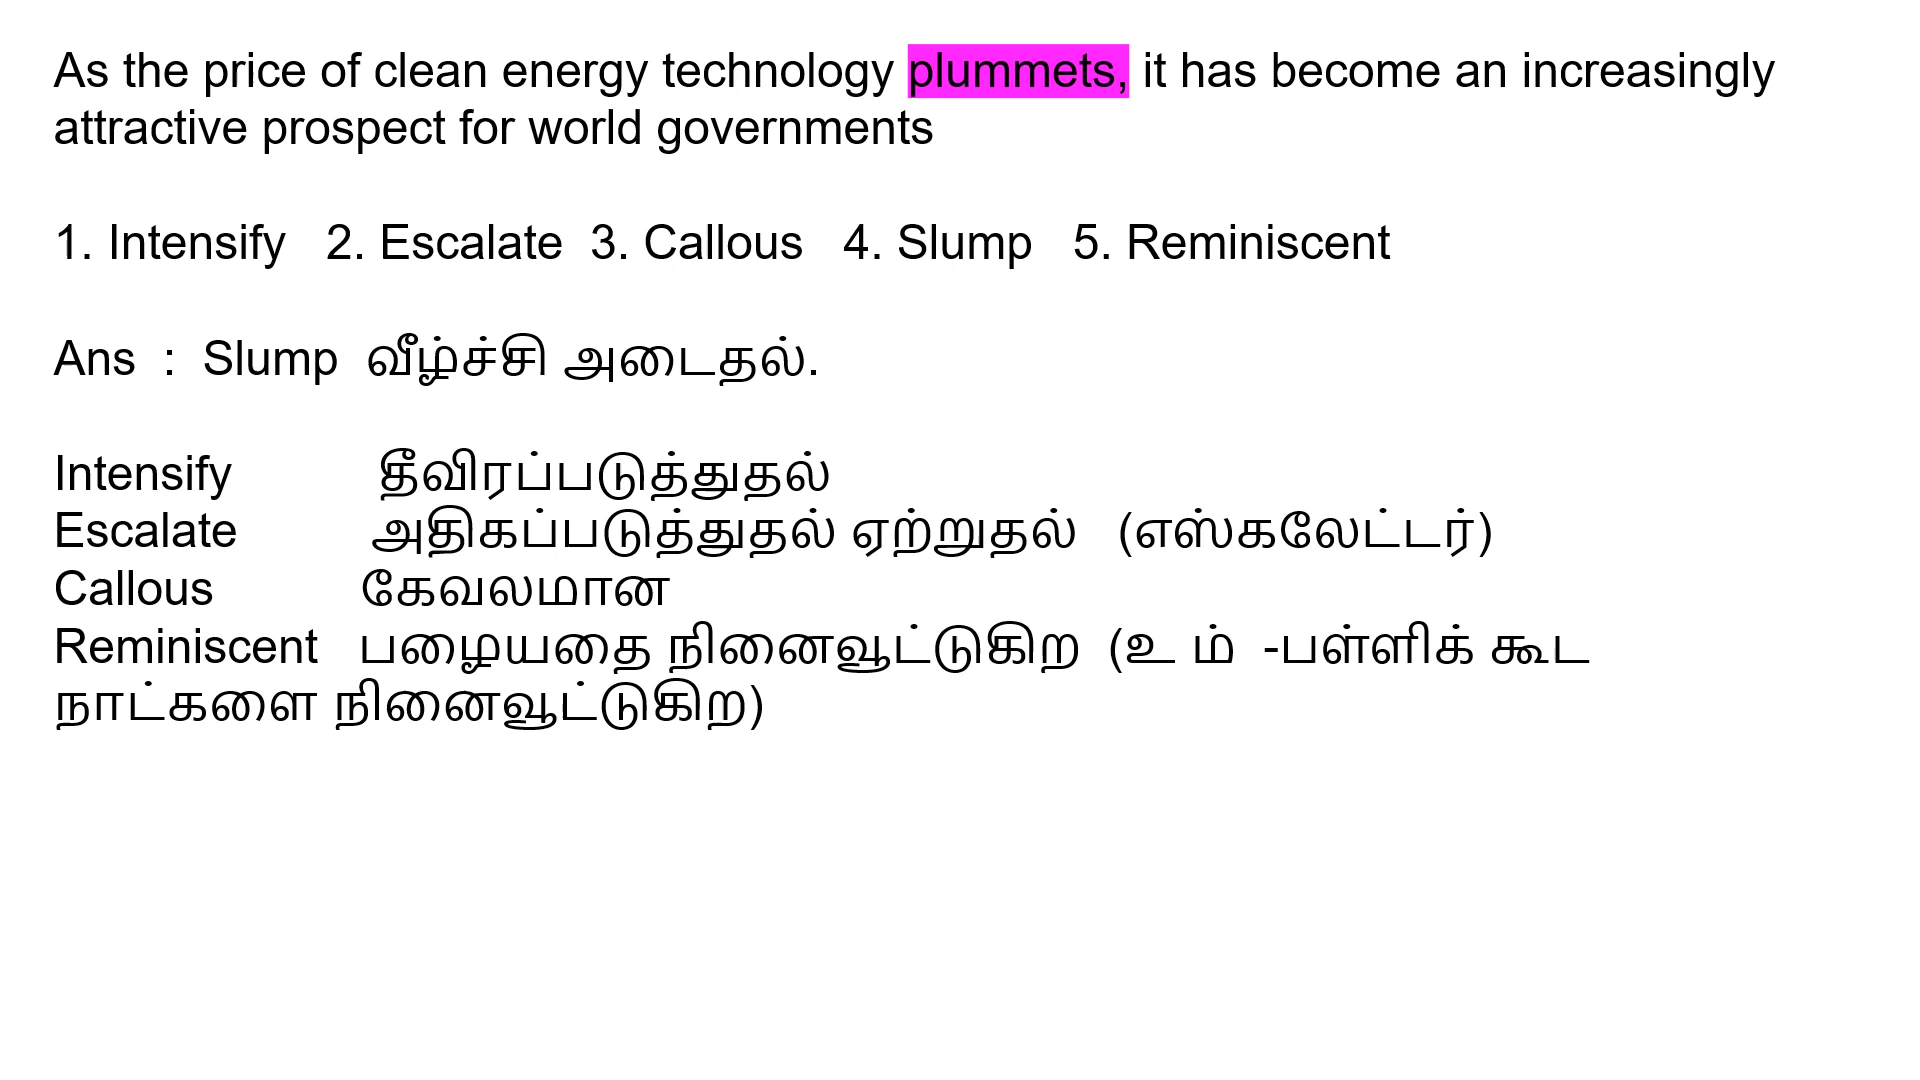 As the price of clean energy technology plummets, it has become an increasingly
attractive prospect for world governments
1. Intensify 2. Escalate 3. Callous 4. Slump 5. Reminiscent
Ans : Slump வீழ்ச்சி அடைதல்.
Intensify தீவிரப்படுத்துதல்
Escalate அதிகப்படுத்துதல் ஏற்றுதல் (எஸ்கலேட்டர்)
Callous கேவலமான
Reminiscent பழையதை நினைவூட்டுகிற (உ ம் -பள்ளிக் கூட
நாட்களை நினைவூட்டுகிற)